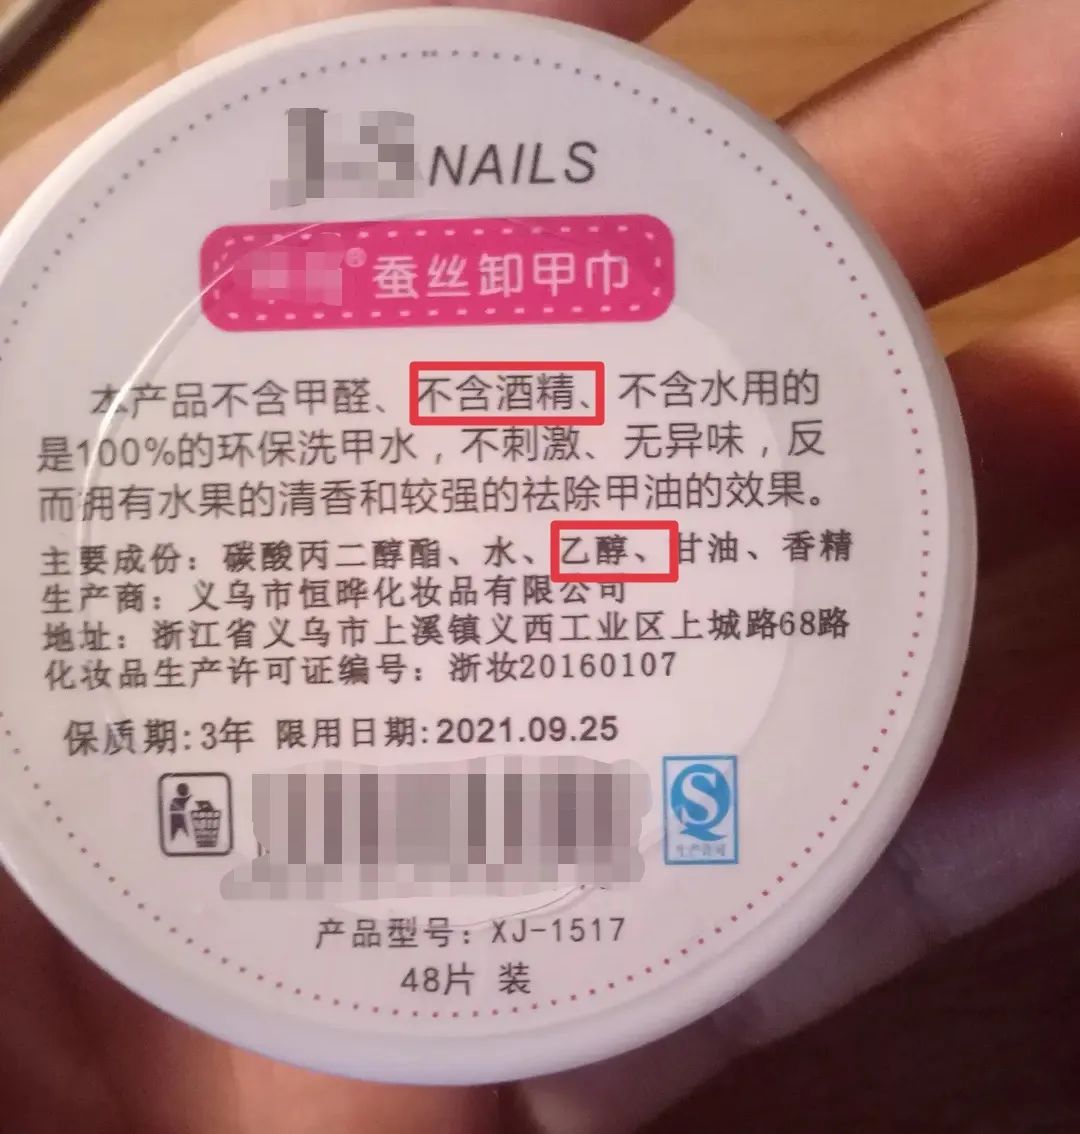 NAILS
® 蚕丝卸甲巾
本产品不含甲醛、不含酒精、不含水用的
是100%的环保洗甲水，不刺激、无异味，反
而拥有水果的清香和较强的祛除甲油的效果。
主要成份：碳酸丙二醇酯、水、乙醇、甘油、香精
生产商：义乌市恒晔化妆品有限公司
地址：浙江省义乌市上溪镇义西工业区上城路68路
化妆品生产许可证编号：浙妆20160107
保质期:3年 限用日期:2021.09.25
生产许可
产品型号：XJ-1517
48片 装